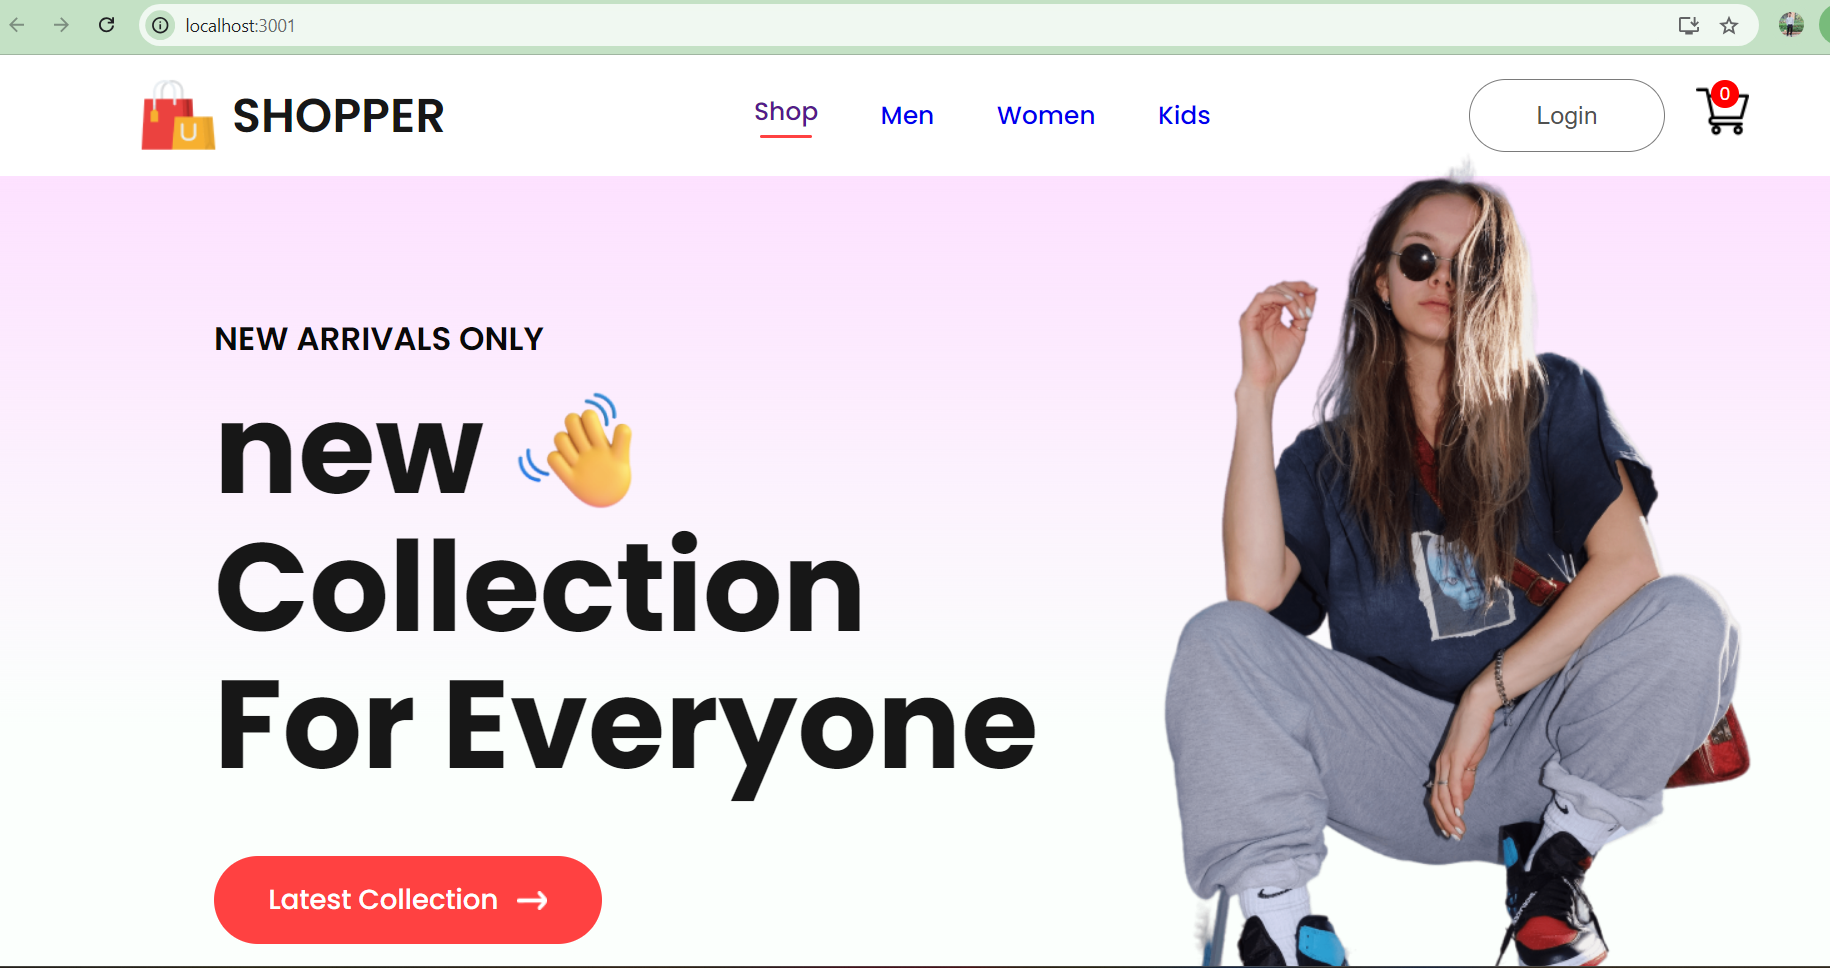 localhost:3001
SHOPPER
Shop
Men
Women
Kids
Login
0
U
NEW ARRIVALS ONLY
new
Collection
For Everyone
Latest Collection